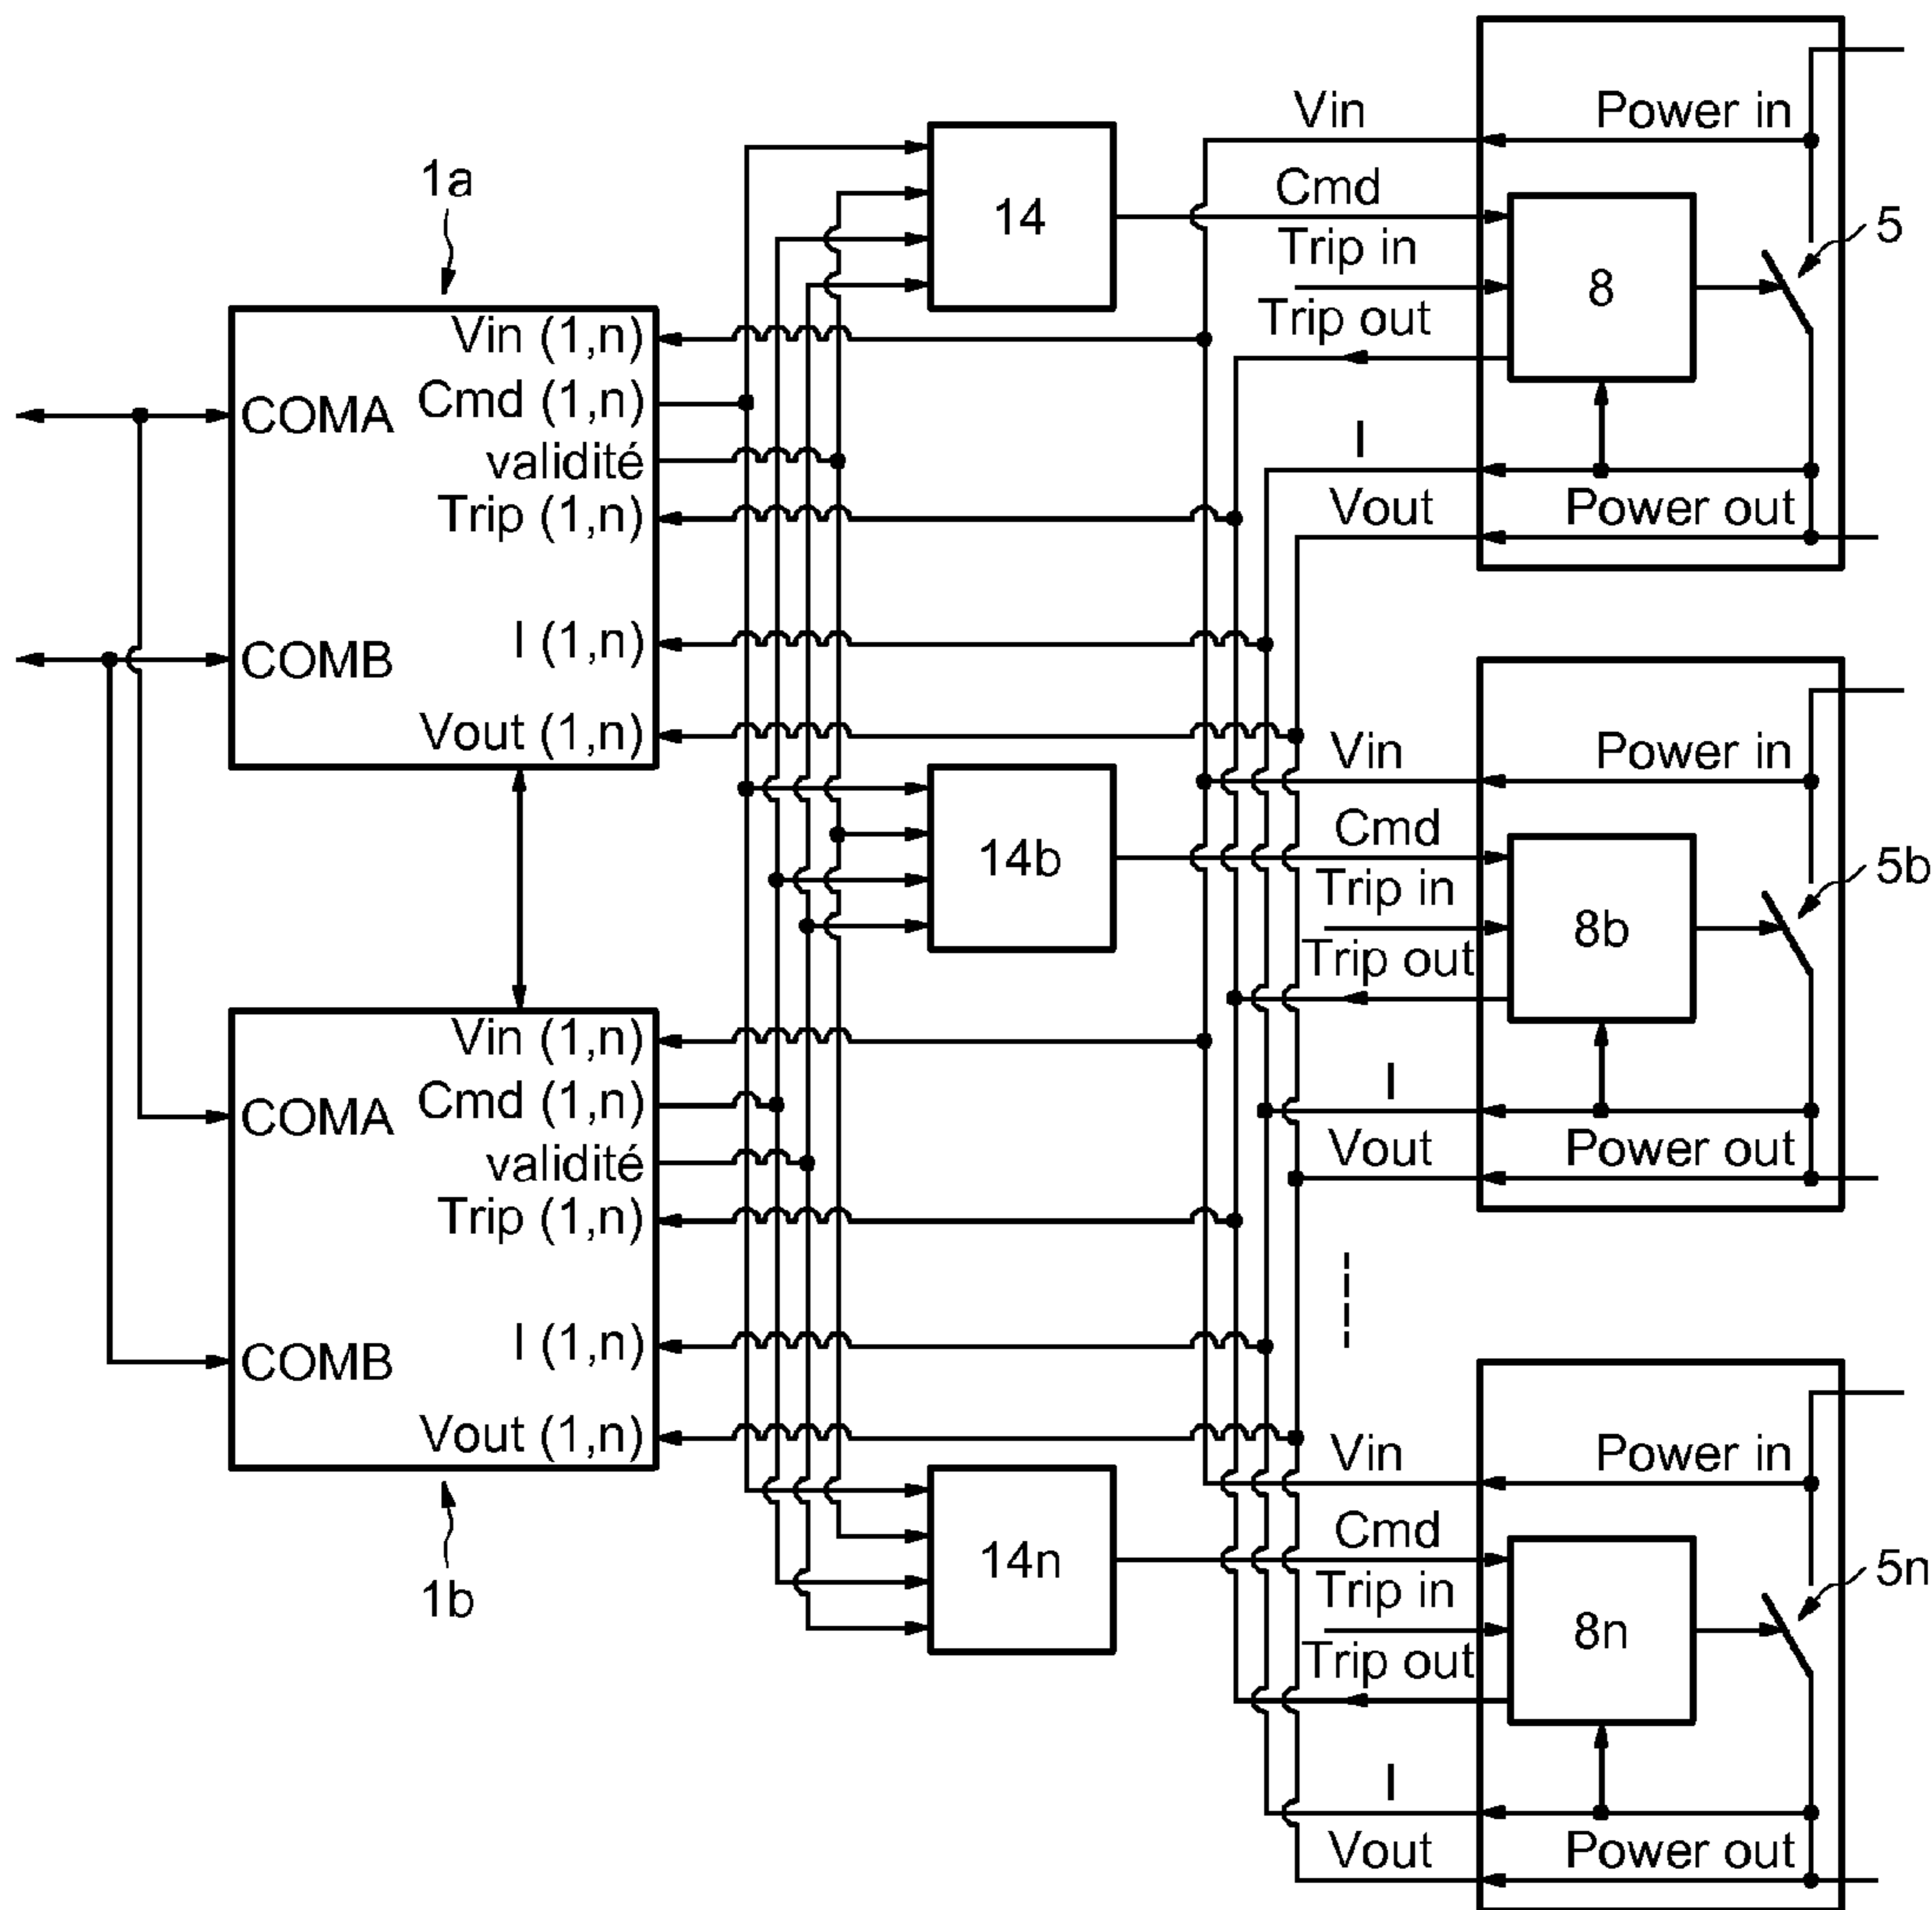 1a
COMA
COMB
Vin (1,n)
Cmd (1,n)
validité
Trip (1,n)
I (1,n)
Vout (1,n)
14
Vin
Cmd
Trip in
Trip out
I
Vout
Power in
8
5
Power out
14b
Vin
Cmd
Trip in
Trip out
I
Vout
Power in
8b
5b
Power out
COMA
COMB
Vin (1,n)
Cmd (1,n)
validité
Trip (1,n)
I (1,n)
Vout (1,n)
1b
14n
Vin
Cmd
Trip in
Trip out
I
Vout
Power in
8n
5n
Power out